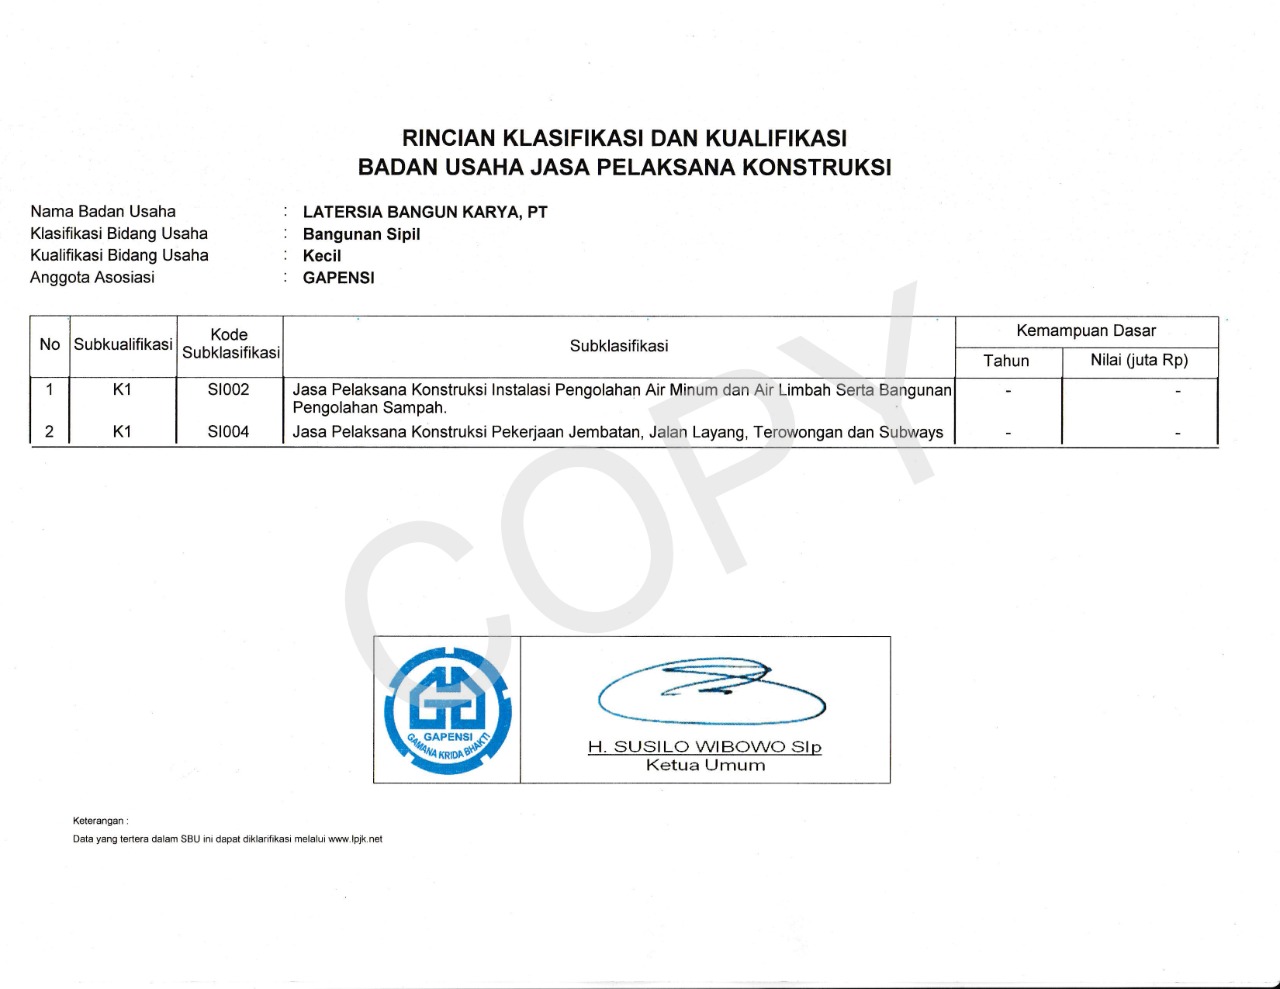 RINCIAN KLASIFIKASI DAN KUALIFIKASI
BADAN USAHA JASA PELAKSANA KONSTRUKSI
Nama Badan Usaha : LATERSIA BANGUN KARYA, PT
Klasifikasi Bidang Usaha : Bangunan Sipil
Kualifikasi Bidang Usaha : Kecil
Anggota Asosiasi : GAPENSI
No Subkualifikasi Kode Subklasifikasi Subklasifikasi Kemampuan Dasar
Tahun Nilai (juta Rp)
1 K1 SI002 Jasa Pelaksana Konstruksi Instalasi Pengolahan Air Minum dan Air Limbah Serta Bangunan - -
Pengolahan Sampah.
2 K1 SI004 Jasa Pelaksana Konstruksi Pekerjaan Jembatan, Jalan Layang, Terowongan dan Subways - -
COPY
GAPENSI
GAMANA KRIDA BHAKTI
H. SUSILO WIBOWO SIp
Ketua Umum
Keterangan :
Data yang tertera dalam SBU ini dapat diklarifikasi melalui www.lpjk.net